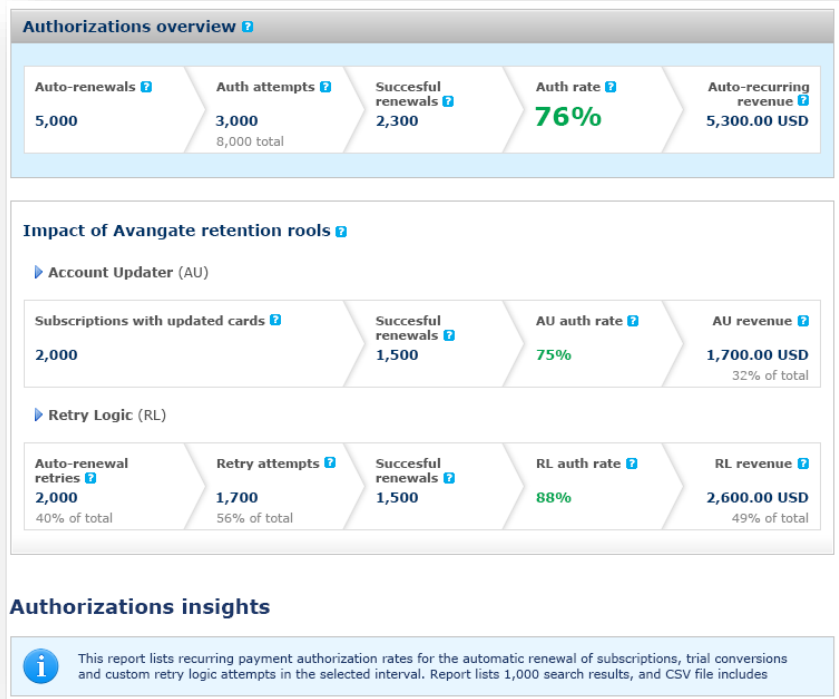 Authorizations overview ?
Auto-renewals ?
5,000
Auth attempts ?
3,000
8,000 total
Succesful
renewals ?
2,300
Auth rate ?
76%
Auto-recurring
revenue ?
5,300.00 USD
Impact of Avangate retention rools ?
Account Updater (AU)
Subscriptions with updated cards ?
2,000
Succesful
renewals ?
1,500
AU auth rate ?
75%
AU revenue ?
1,700.00 USD
32% of total
Retry Logic (RL)
Auto-renewal
retries ?
2,000
40% of total
Retry attempts ?
1,700
56% of total
Succesful
renewals ?
1,500
RL auth rate ?
88%
RL revenue ?
2,600.00 USD
49% of total
Authorizations insights
i
This report lists recurring payment authorization rates for the automatic renewal of subscriptions, trial conversions
and custom retry logic attempts in the selected interval. Report lists 1,000 search results, and CSV file includes